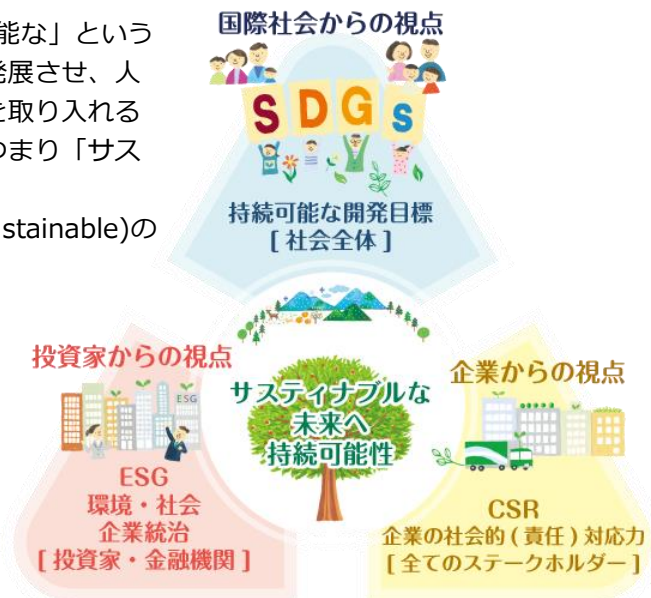 能な」という
発展させ、人
を取り入れる
つまり「サス
stainable)の
国際社会からの視点
SDGs
持続可能な開発目標
[ 社会全体 ]
投資家からの視点
ESG
ESG
環境・社会
企業統治
[ 投資家・金融機関 ]
サスティナブルな
未来へ
持続可能性
企業からの視点
CSR
企業の社会的 ( 責任 ) 対応力
[ 全てのステークホルダー ]